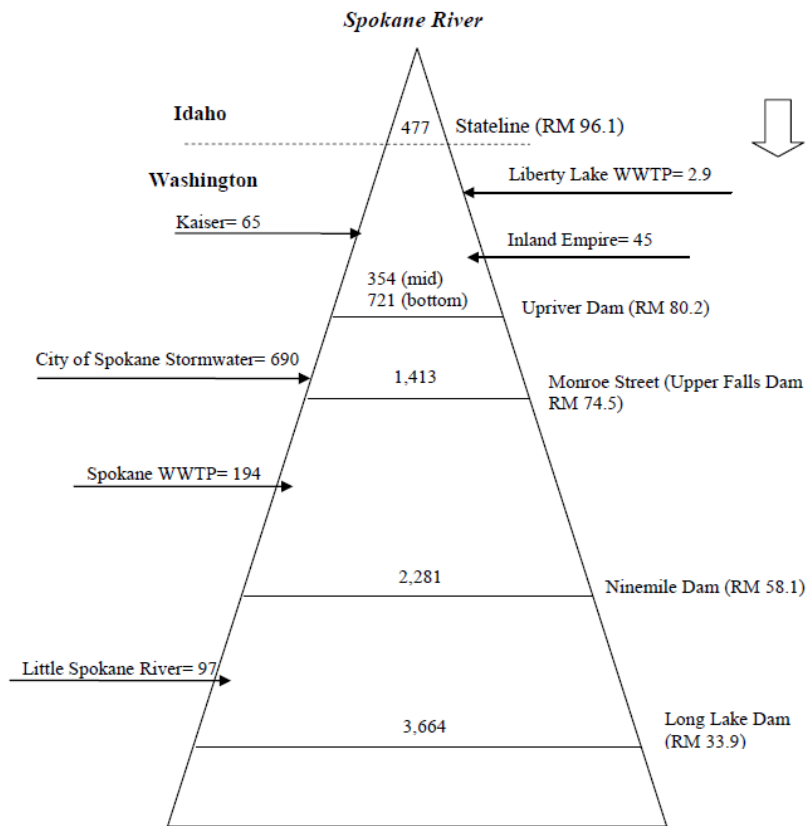 Spokane River
Idaho
477
Stateline (RM 96.1)
Washington
Liberty Lake WWTP= 2.9
Kaiser= 65
Inland Empire= 45
354 (mid)
721 (bottom)
Upriver Dam (RM 80.2)
City of Spokane Stormwater= 690
1,413
Monroe Street (Upper Falls Dam
RM 74.5)
Spokane WWTP= 194
2,281
Ninemile Dam (RM 58.1)
Little Spokane River= 97
3,664
Long Lake Dam
(RM 33.9)